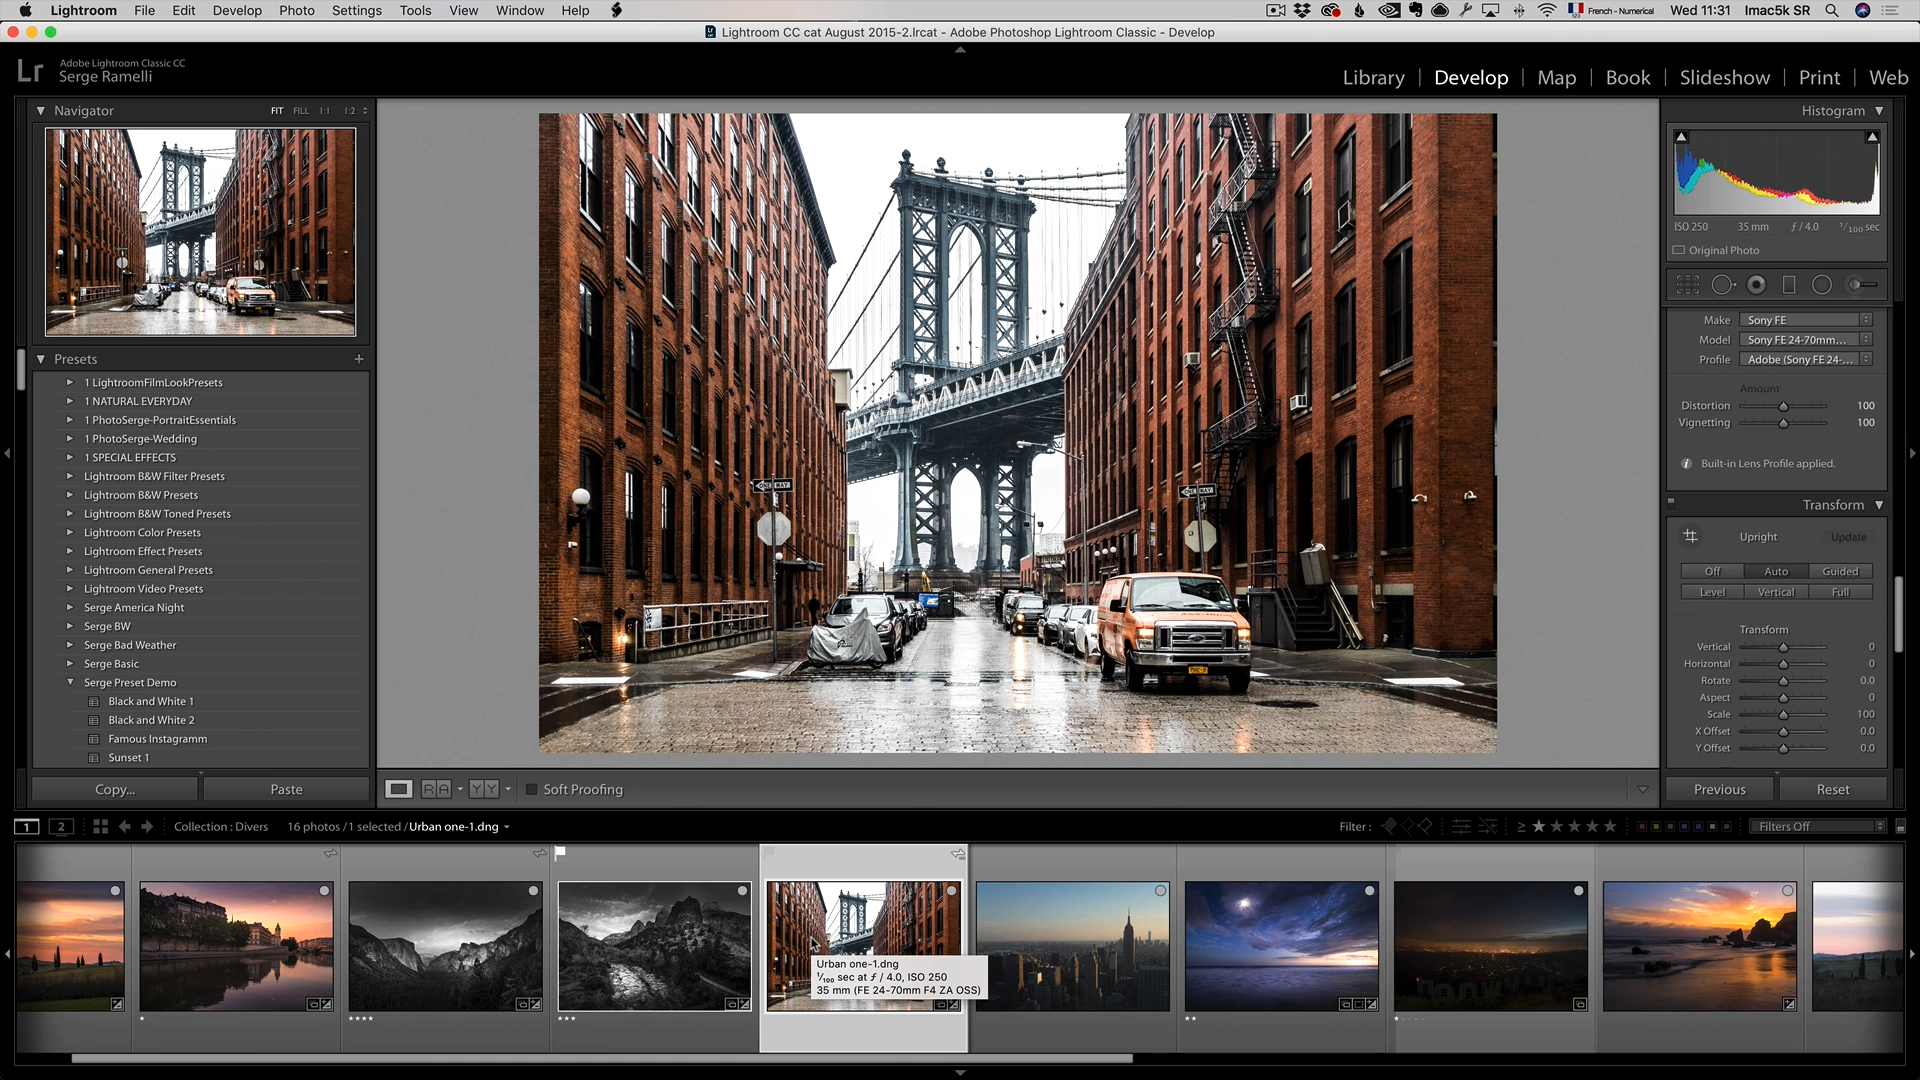 Lightroom File Edit Develop Photo Settings Tools View Window Help French - Numerical Wed 11:31 Imac5k SR
Lightroom CC cat August 2015-2.lrcat - Adobe Photoshop Lightroom Classic - Develop
Lr
Adobe Lightroom Classic CC
Serge Ramelli
Library | Develop | Map | Book | Slideshow | Print | Web
Navigator FIT FILL 1:1 1:2
Presets +
1 LightroomFilmLookPresets
1 NATURAL EVERYDAY
1 PhotoSerge-PortraitEssentials
1 PhotoSerge-Wedding
1 SPECIAL EFFECTS
Lightroom B&W Filter Presets
Lightroom B&W Presets
Lightroom B&W Toned Presets
Lightroom Color Presets
Lightroom Effect Presets
Lightroom General Presets
Lightroom Video Presets
Serge America Night
Serge BW
Serge Bad Weather
Serge Basic
Serge Preset Demo
Black and White 1
Black and White 2
Famous Instagramm
Sunset 1
Copy... Paste
ONE WAY
ONE WAY
R A Y Y Soft Proofing
Histogram
ISO 250 35 mm ƒ / 4.0 1/100 sec
Original Photo
Make Sony FE
Model Sony FE 24-70mm...
Profile Adobe (Sony FE 24-...
Amount
Distortion 100
Vignetting 100
i Built-in Lens Profile applied.
Transform
Upright Update
Off Auto Guided
Level Vertical Full
Transform
Vertical 0
Horizontal 0
Rotate 0.0
Aspect 0
Scale 100
X Offset 0.0
Y Offset 0.0
Previous Reset
1 2 Collection : Divers 16 photos / 1 selected / Urban one-1.dng Filter : ≥ ★★★★★ Filters Off
Urban one-1.dng
1/100 sec at ƒ / 4.0, ISO 250
35 mm (FE 24-70mm F4 ZA OSS)